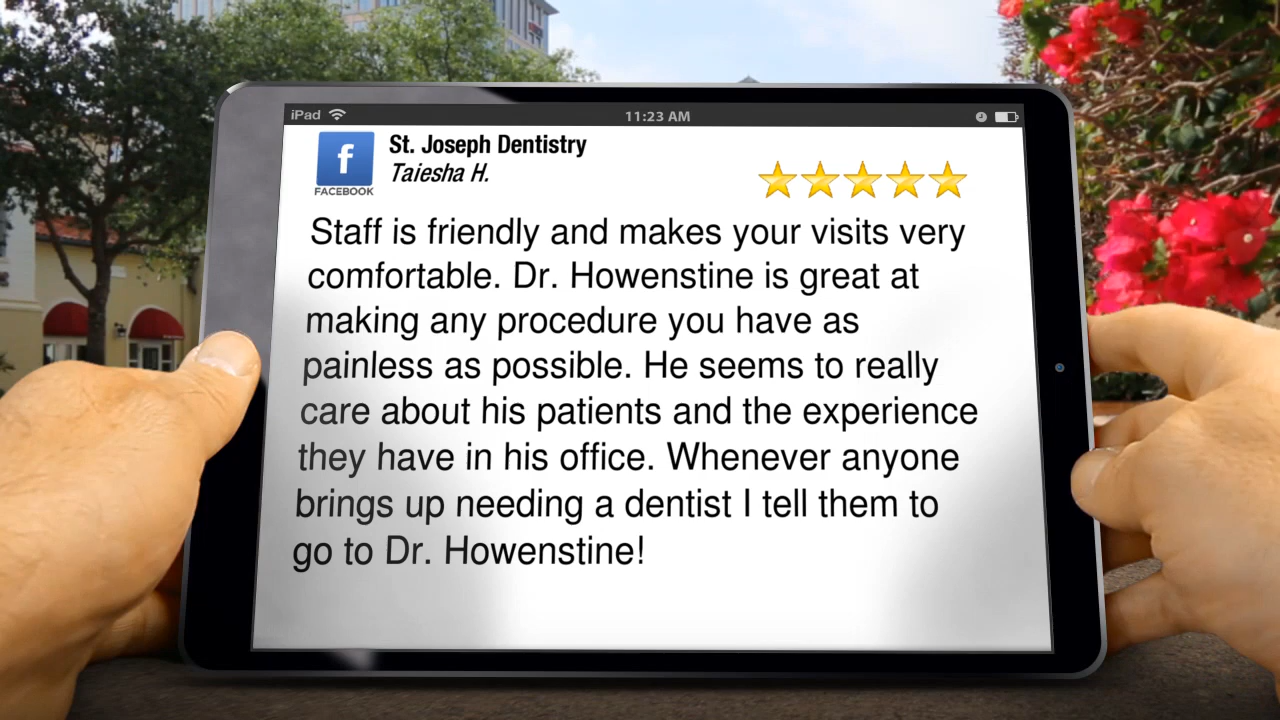 iPad
11:23 AM
f
FACEBOOK
St. Joseph Dentistry
Taiesha H.
Staff is friendly and makes your visits very
comfortable. Dr. Howenstine is great at
making any procedure you have as
painless as possible. He seems to really
care about his patients and the experience
they have in his office. Whenever anyone
brings up needing a dentist I tell them to
go to Dr. Howenstine!